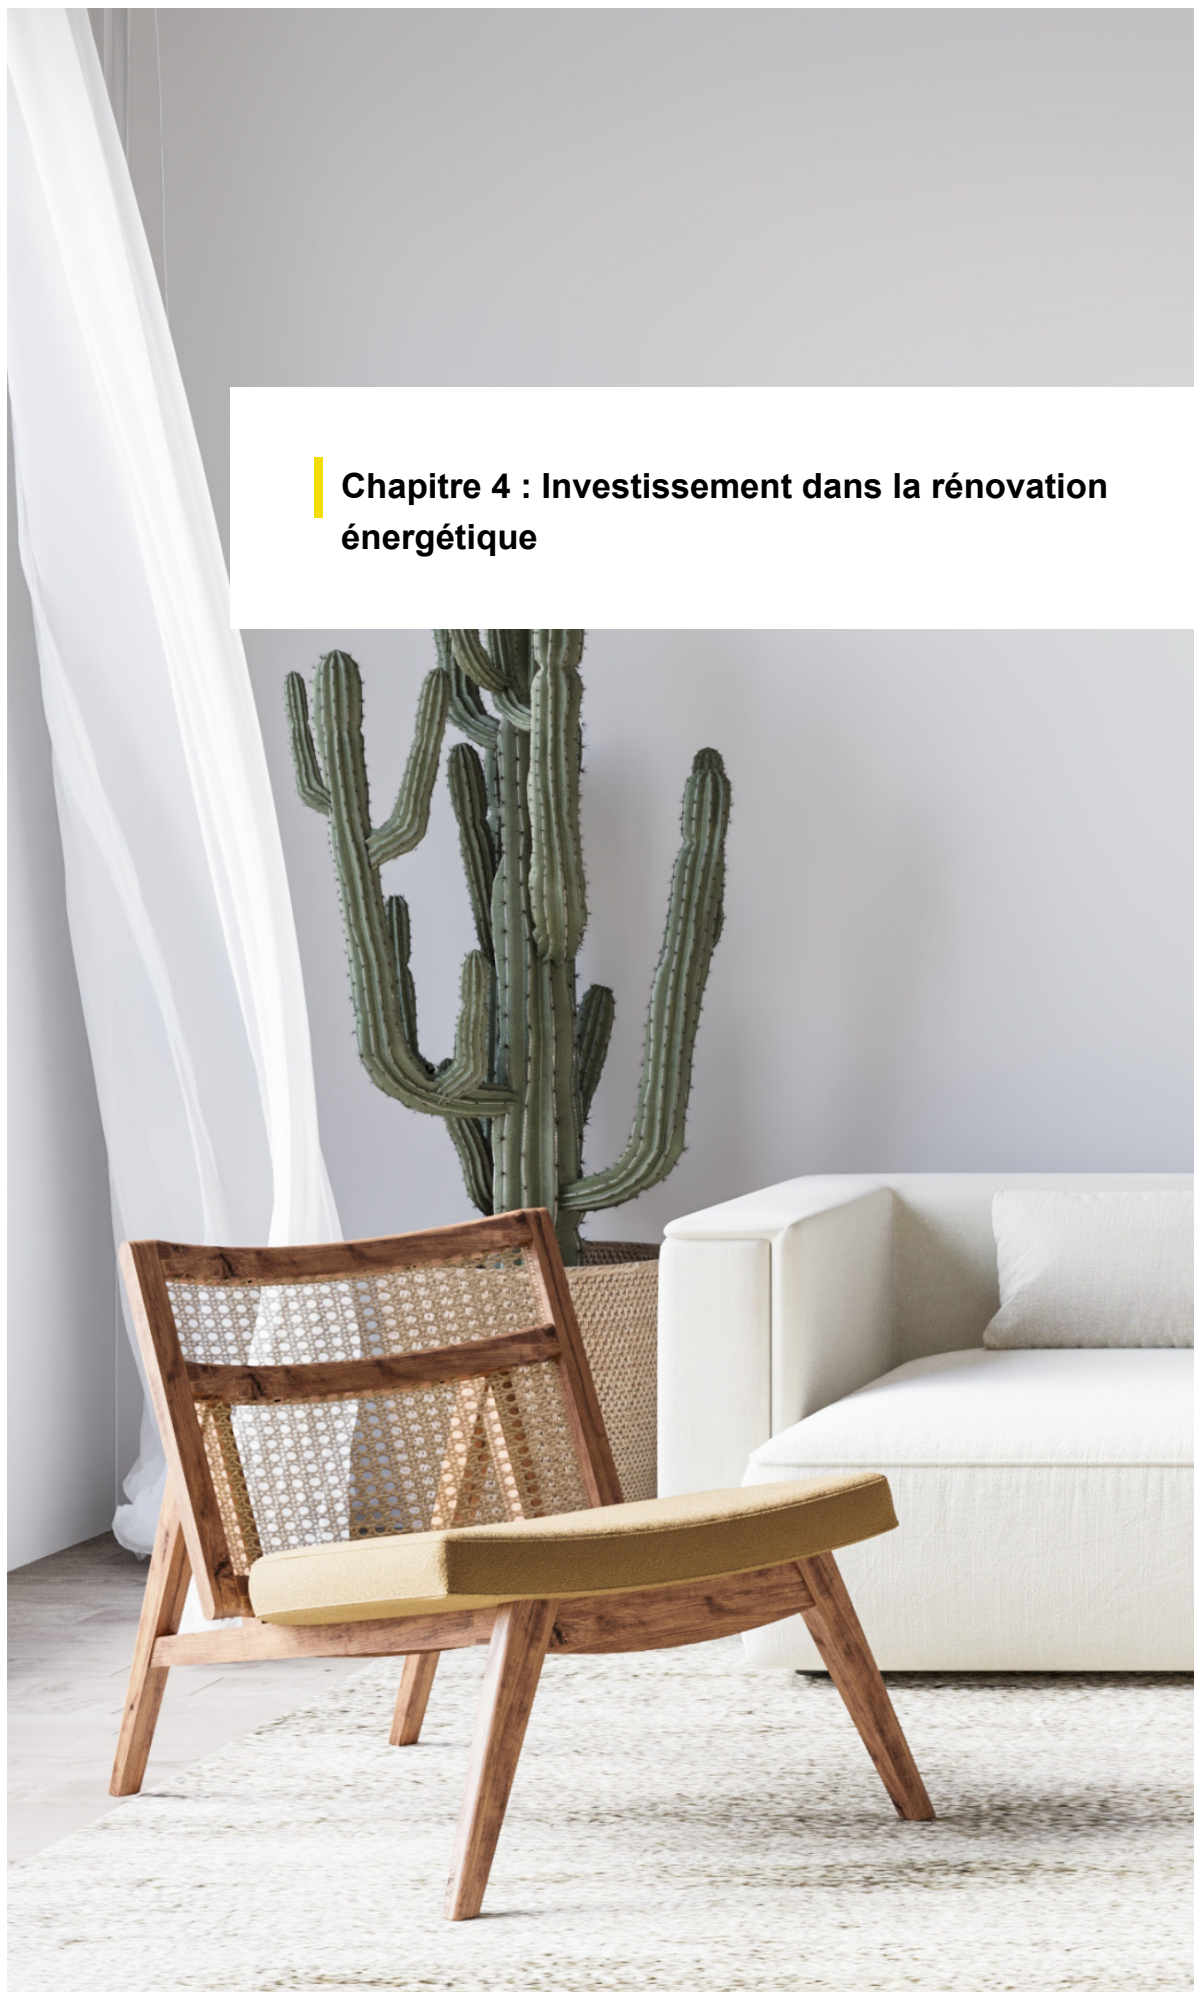 Chapitre 4 : Investissement dans la rénovation
énergétique